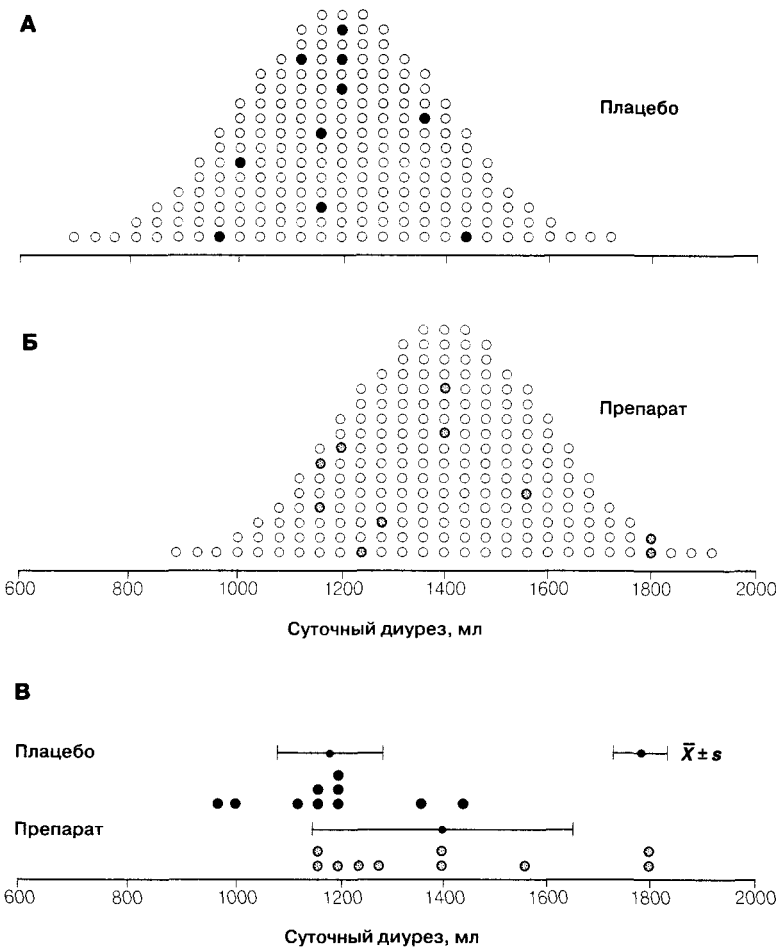 А
Плацебо
Б
Препарат
600 800 1000 1200 1400 1600 1800 2000
Суточный диурез, мл
В
Плацебо
X̄ ± s
Препарат
600 800 1000 1200 1400 1600 1800 2000
Суточный диурез, мл